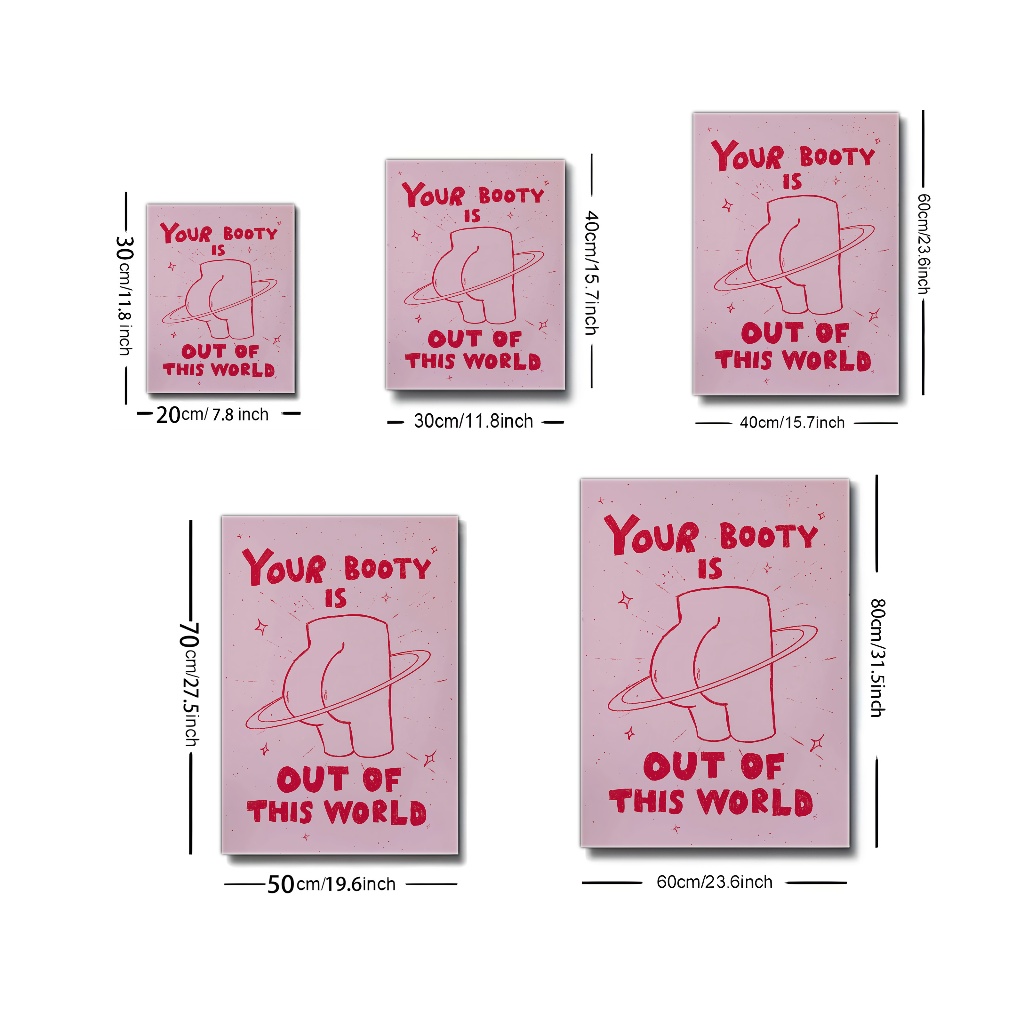 YOUR BOOTY
IS
OUT OF
THIS WORLD
30cm/11.8 inch
20cm/ 7.8 inch
YOUR BOOTY
IS
OUT OF
THIS WORLD
40cm/15.7inch
30cm/11.8inch
YOUR BOOTY
IS
OUT OF
THIS WORLD
60cm/23.6inch
40cm/15.7inch
YOUR BOOTY
IS
OUT OF
THIS WORLD
70cm/27.5inch
50cm/19.6inch
YOUR BOOTY
IS
OUT OF
THIS WORLD
80cm/31.5inch
60cm/23.6inch